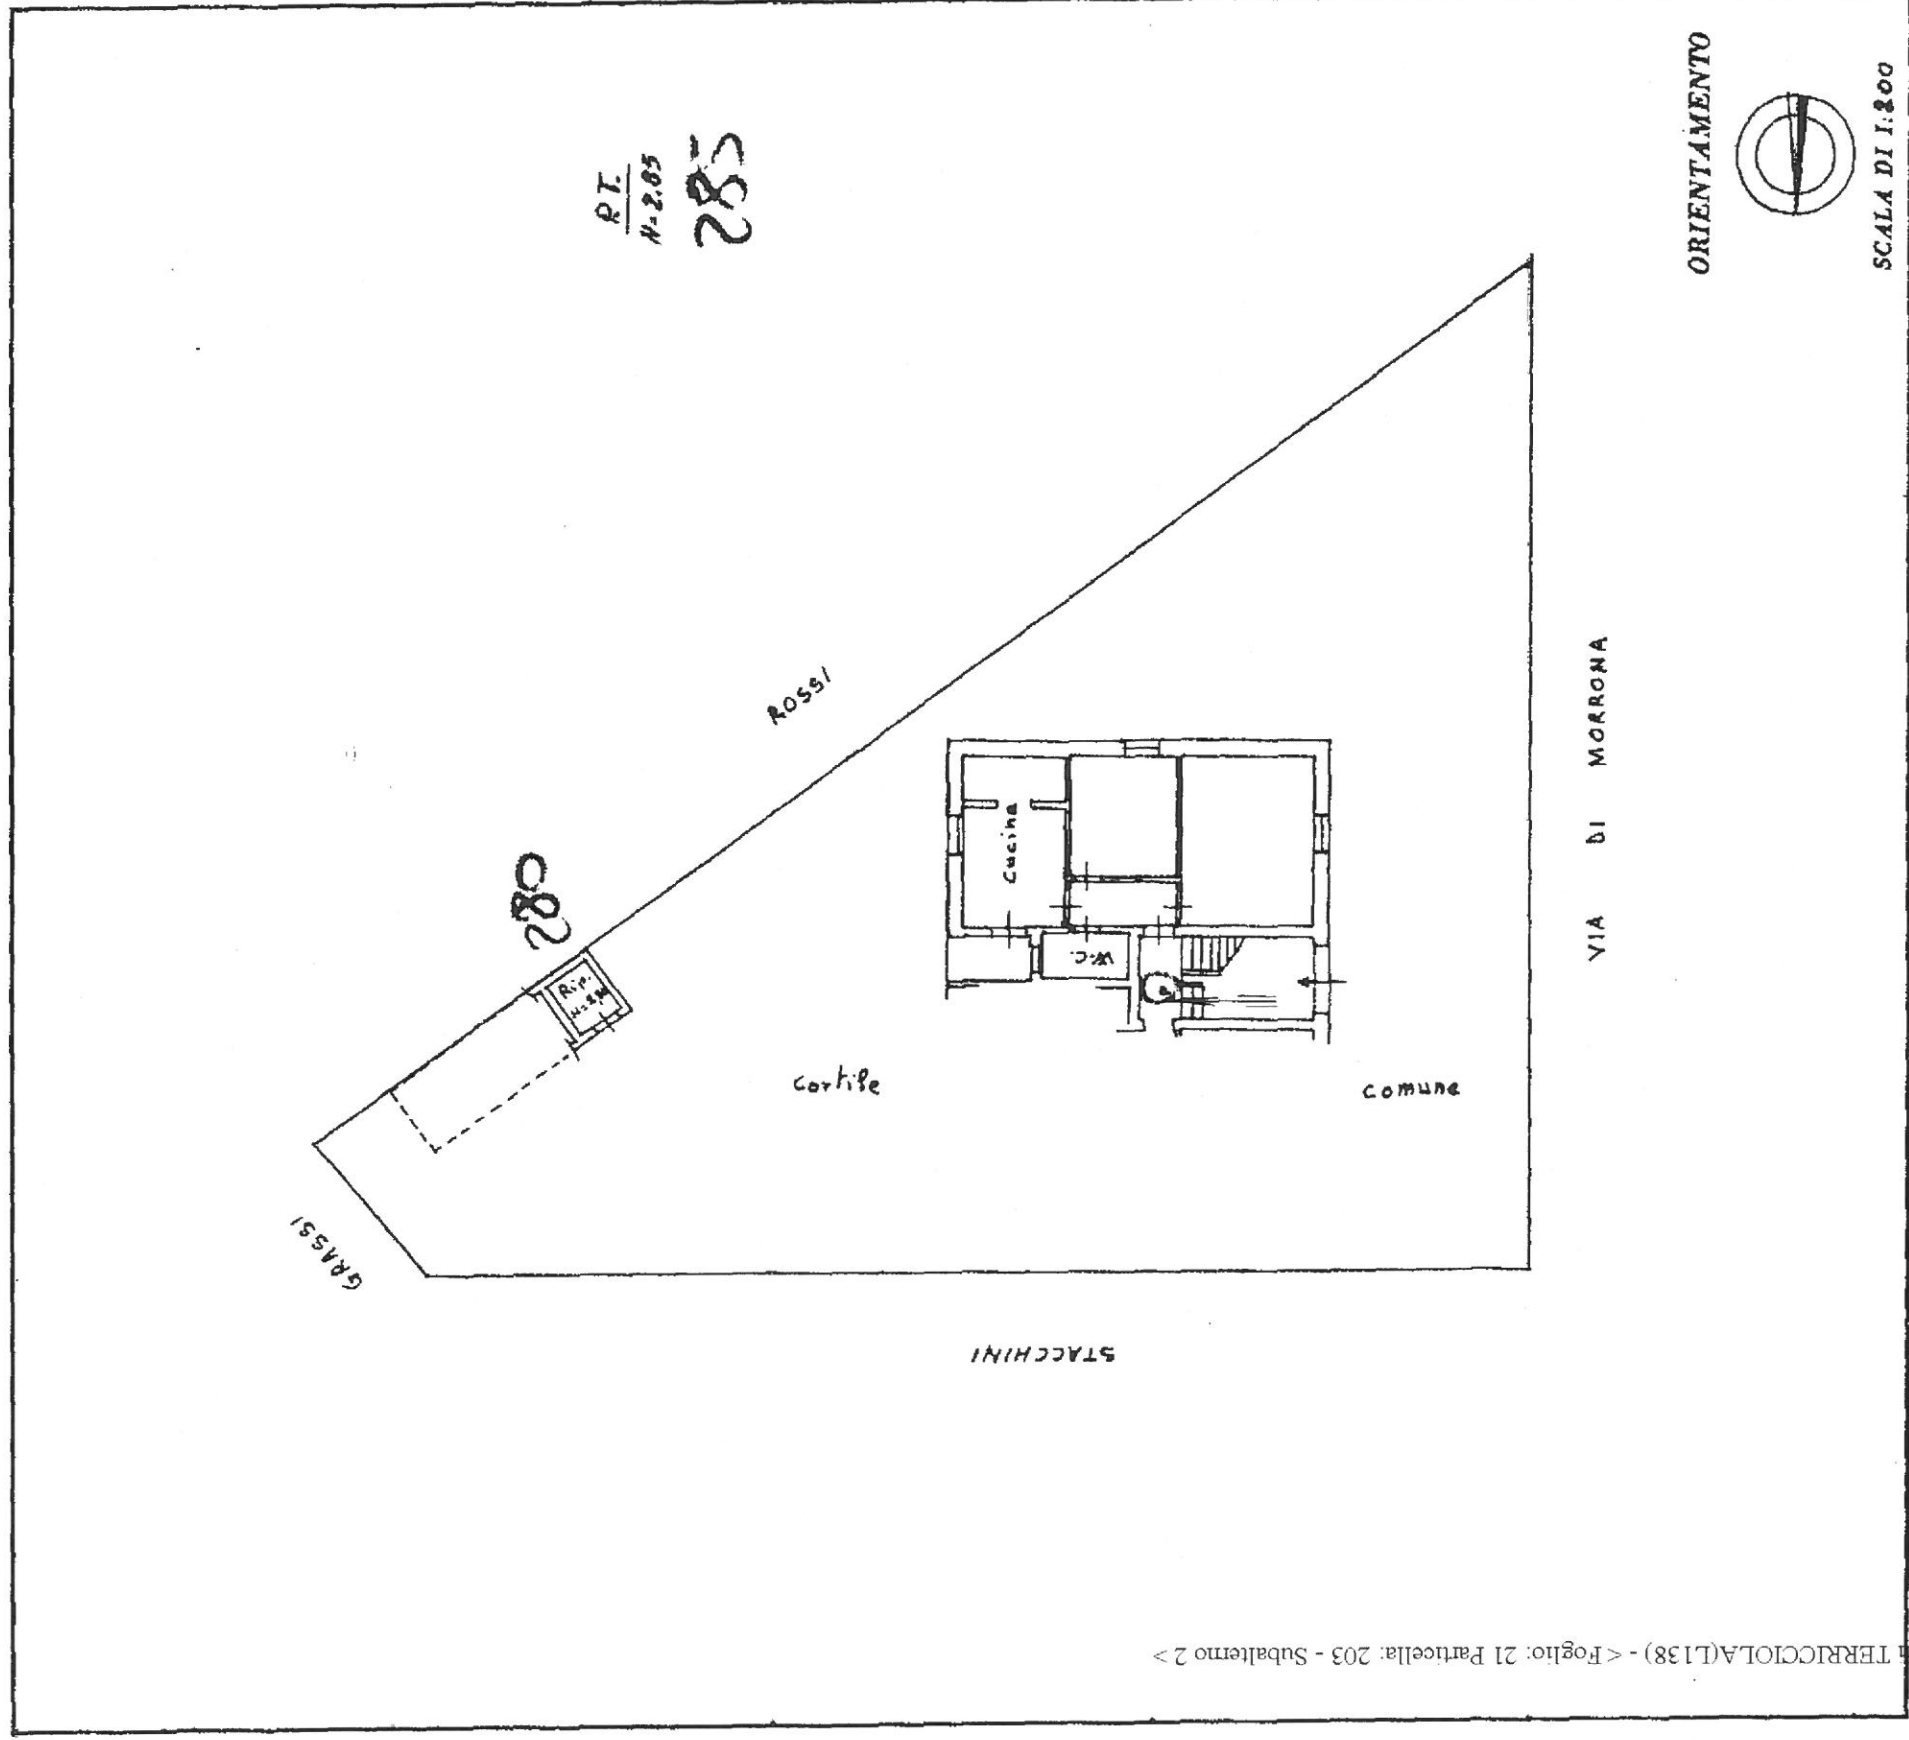 ORIENTAMENTO
SCALA DI 1:200
P.T.
H=2.85
285
ROSSI
280
Rip.
Cucina
W.C.
cortile
comune
VIA DI MORRONA
GRASSI
STACCHINI
TERRICCIOLA(L138) - < Foglio: 21 Particella: 203 - Subalterno 2 >